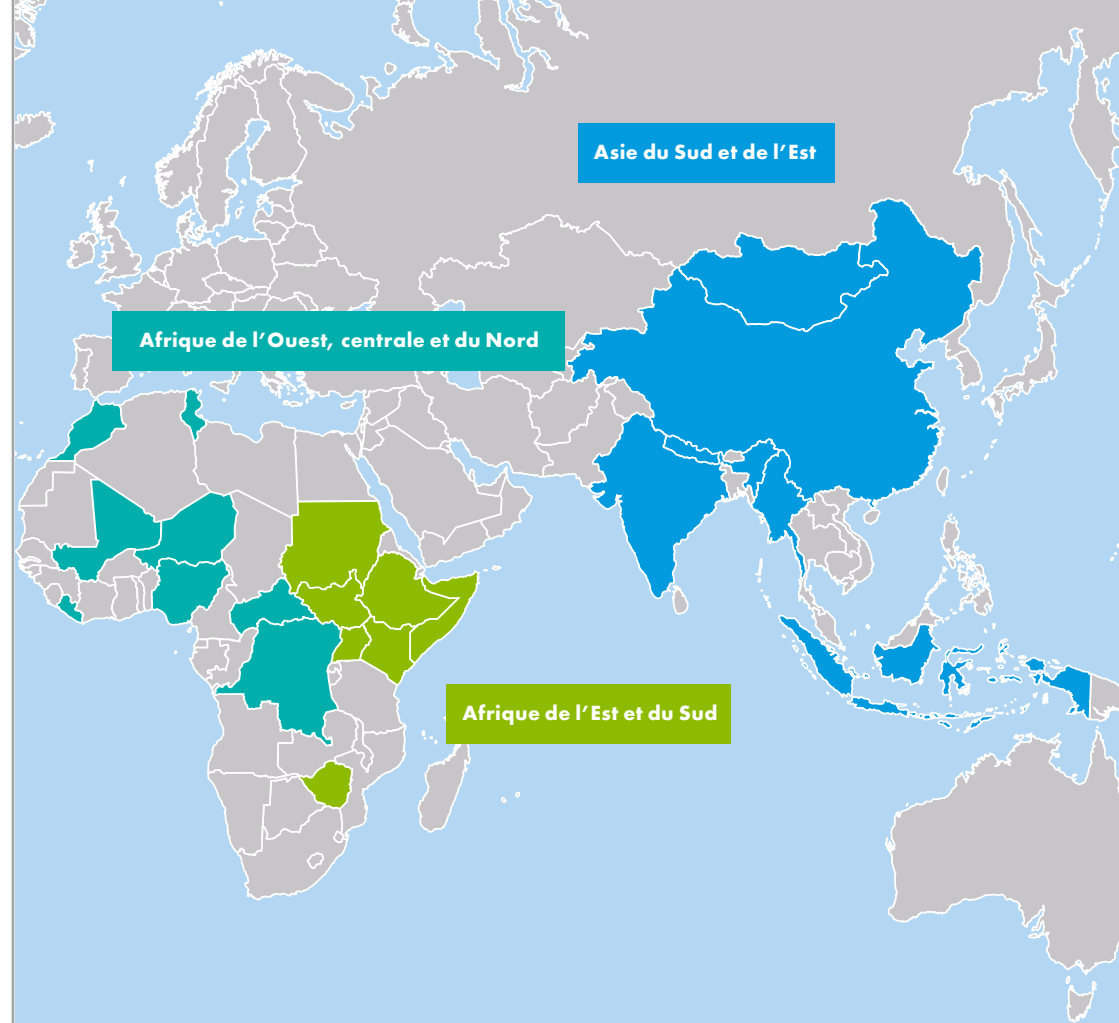 Asie du Sud et de l’Est
Afrique de l’Ouest, centrale et du Nord
Afrique de l’Est et du Sud